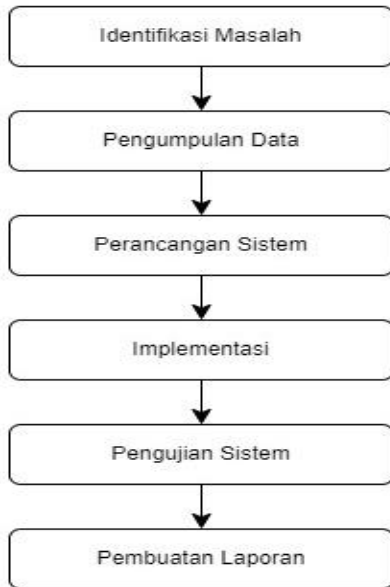 Identifikasi Masalah
Pengumpulan Data
Perancangan Sistem
Implementasi
Pengujian Sistem
Pembuatan Laporan